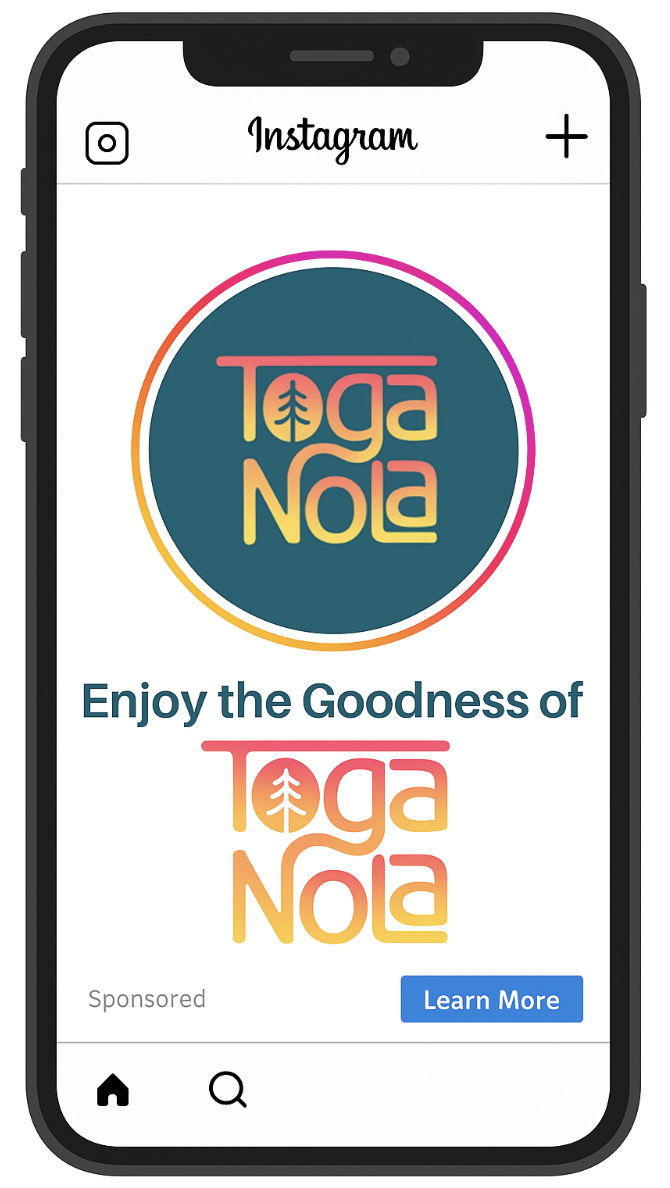 Instagram
Toga
Nola
Enjoy the Goodness of
Toga
Nola
Sponsored
Learn More